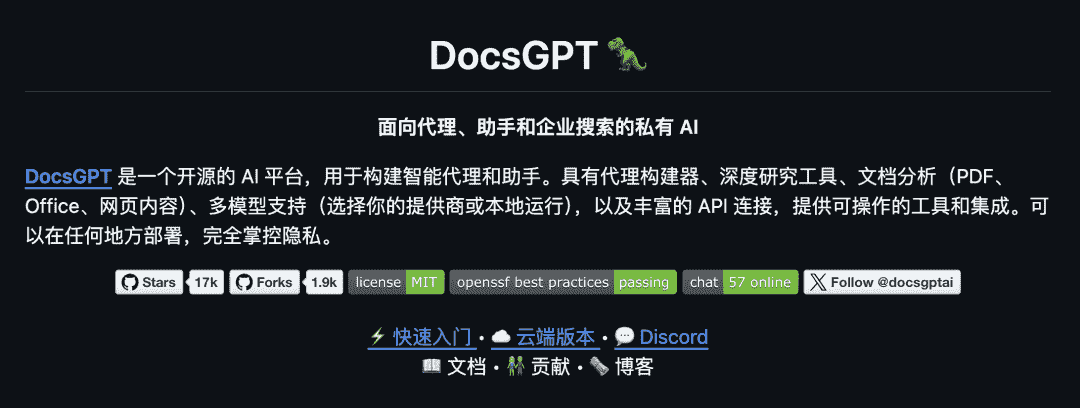 DocsGPT 🦖
面向代理、助手和企业搜索的私有 AI
DocsGPT 是一个开源的 AI 平台，用于构建智能代理和助手。具有代理构建器、深度研究工具、文档分析（PDF、
Office、网页内容）、多模型支持（选择你的提供商或本地运行），以及丰富的 API 连接，提供可操作的工具和集成。可
以在任何地方部署，完全掌控隐私。
Stars 17k Forks 1.9k license MIT openssf best practices passing chat 57 online Follow @docsgptai
⚡ 快速入门 • ☁️ 云端版本 • 💬 Discord
📖 文档 • 👫 贡献 • 🗞 博客